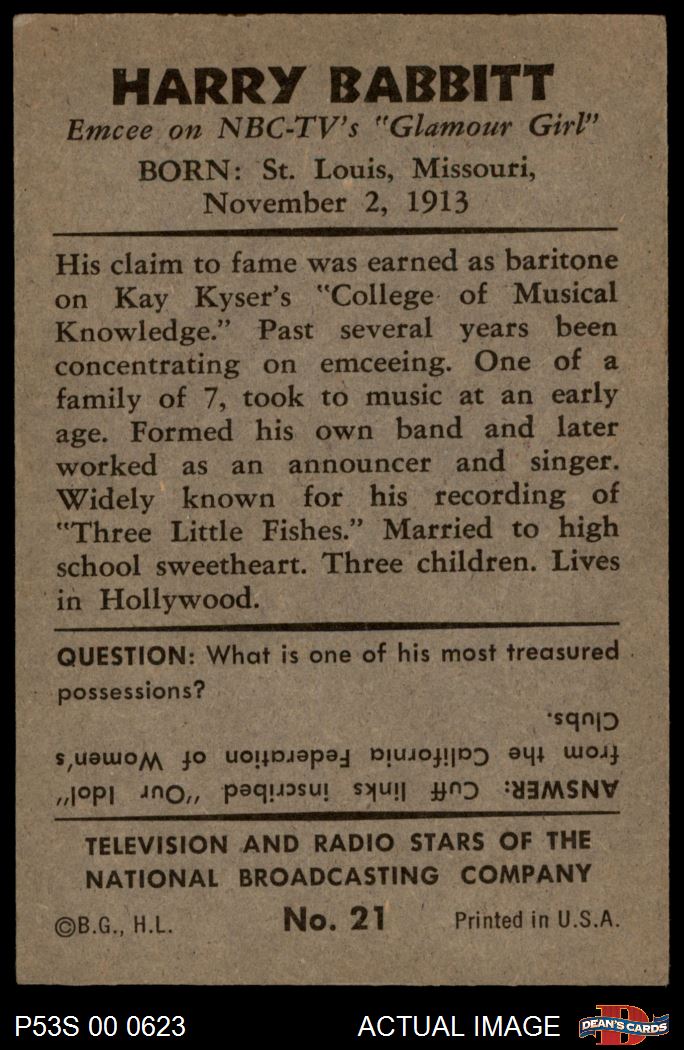 HARRY BABBITT
Emcee on NBC-TV's "Glamour Girl"
BORN: St. Louis, Missouri,
November 2, 1913
His claim to fame was earned as baritone
on Kay Kyser's "College of Musical
Knowledge." Past several years been
concentrating on emceeing. One of a
family of 7, took to music at an early
age. Formed his own band and later
worked as an announcer and singer.
Widely known for his recording of
"Three Little Fishes." Married to high
school sweetheart. Three children. Lives
in Hollywood.
QUESTION: What is one of his most treasured
possessions?
ANSWER: Cuff links inscribed "Our Idol"
from the California Federation of Women's
Clubs.
TELEVISION AND RADIO STARS OF THE
NATIONAL BROADCASTING COMPANY
©B.G., H.L. No. 21 Printed in U.S.A.
P53S 00 0623 ACTUAL IMAGE DEAN'S CARDS